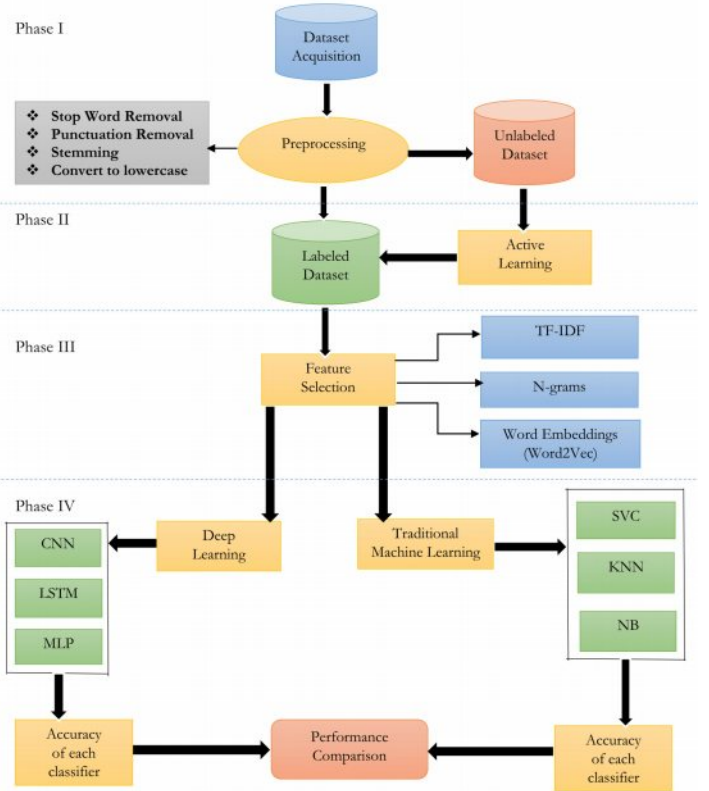 Phase I
Dataset
Acquisition
❖ Stop Word Removal
❖ Punctuation Removal
❖ Stemming
❖ Convert to lowercase
Preprocessing
Unlabeled
Dataset
Phase II
Labeled
Dataset
Active
Learning
Phase III
Feature
Selection
TF-IDF
N-grams
Word Embeddings
(Word2Vec)
Phase IV
CNN
LSTM
MLP
Deep
Learning
Traditional
Machine Learning
SVC
KNN
NB
Accuracy
of each
classifier
Performance
Comparison
Accuracy
of each
classifier